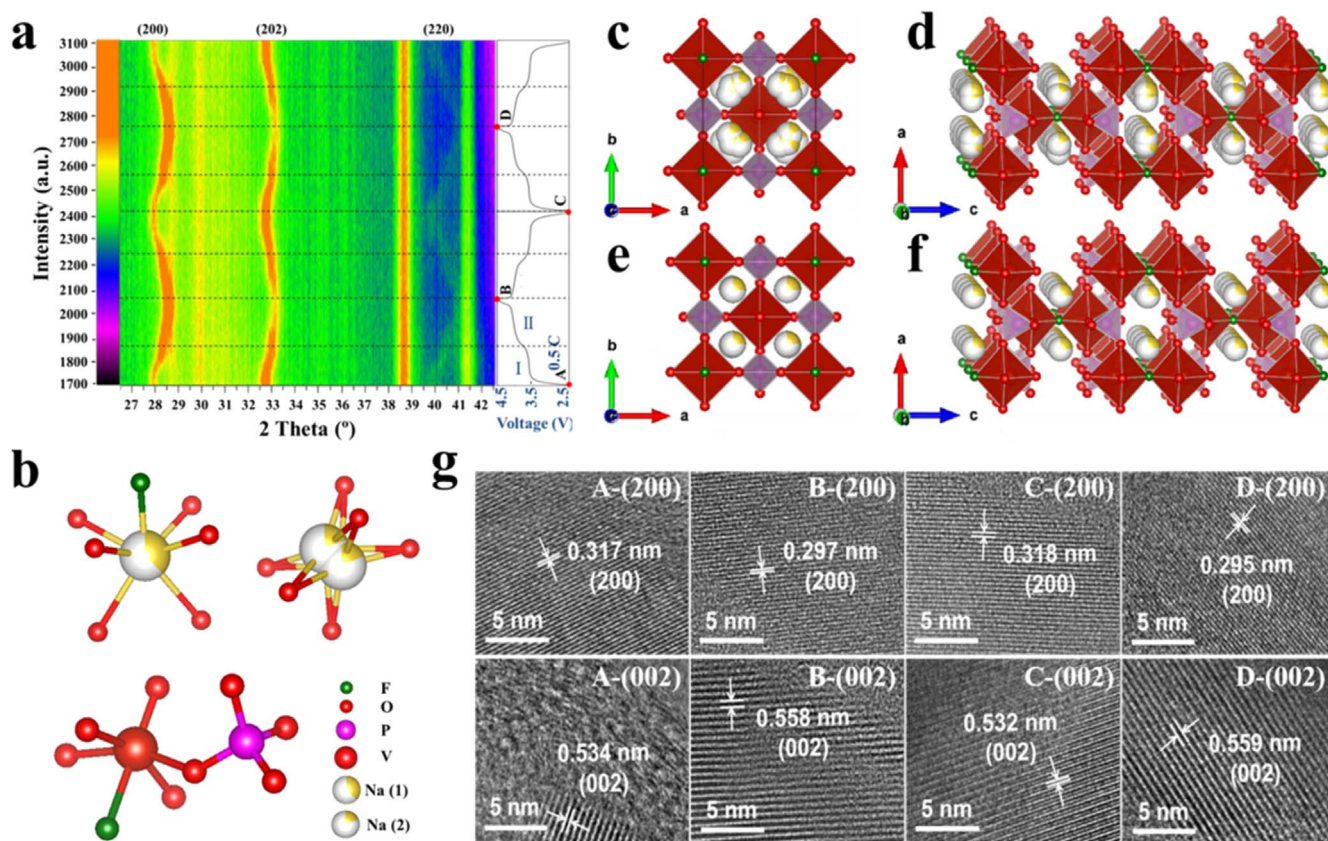 a
(200)
(202)
(220)
3100
3000
2900
2800
2700
2600
2500
2400
2300
2200
2100
2000
1900
1800
1700
Intensity (a.u.)
27
28
29
30
31
32
33
34
35
36
37
38
39
40
41
42
2 Theta (º)
D
C
B
II
I
0.5 C
A
4.5
3.5
2.5
Voltage (V)
c
b
c
a
d
a
b
c
e
b
c
a
f
a
b
c
b
F
O
P
V
Na (1)
Na (2)
g
A-(200)
0.317 nm
(200)
5 nm
B-(200)
0.297 nm
(200)
5 nm
C-(200)
0.318 nm
(200)
5 nm
D-(200)
0.295 nm
(200)
5 nm
A-(002)
0.534 nm
(002)
5 nm
B-(002)
0.558 nm
(002)
5 nm
C-(002)
0.532 nm
(002)
5 nm
D-(002)
0.559 nm
(002)
5 nm